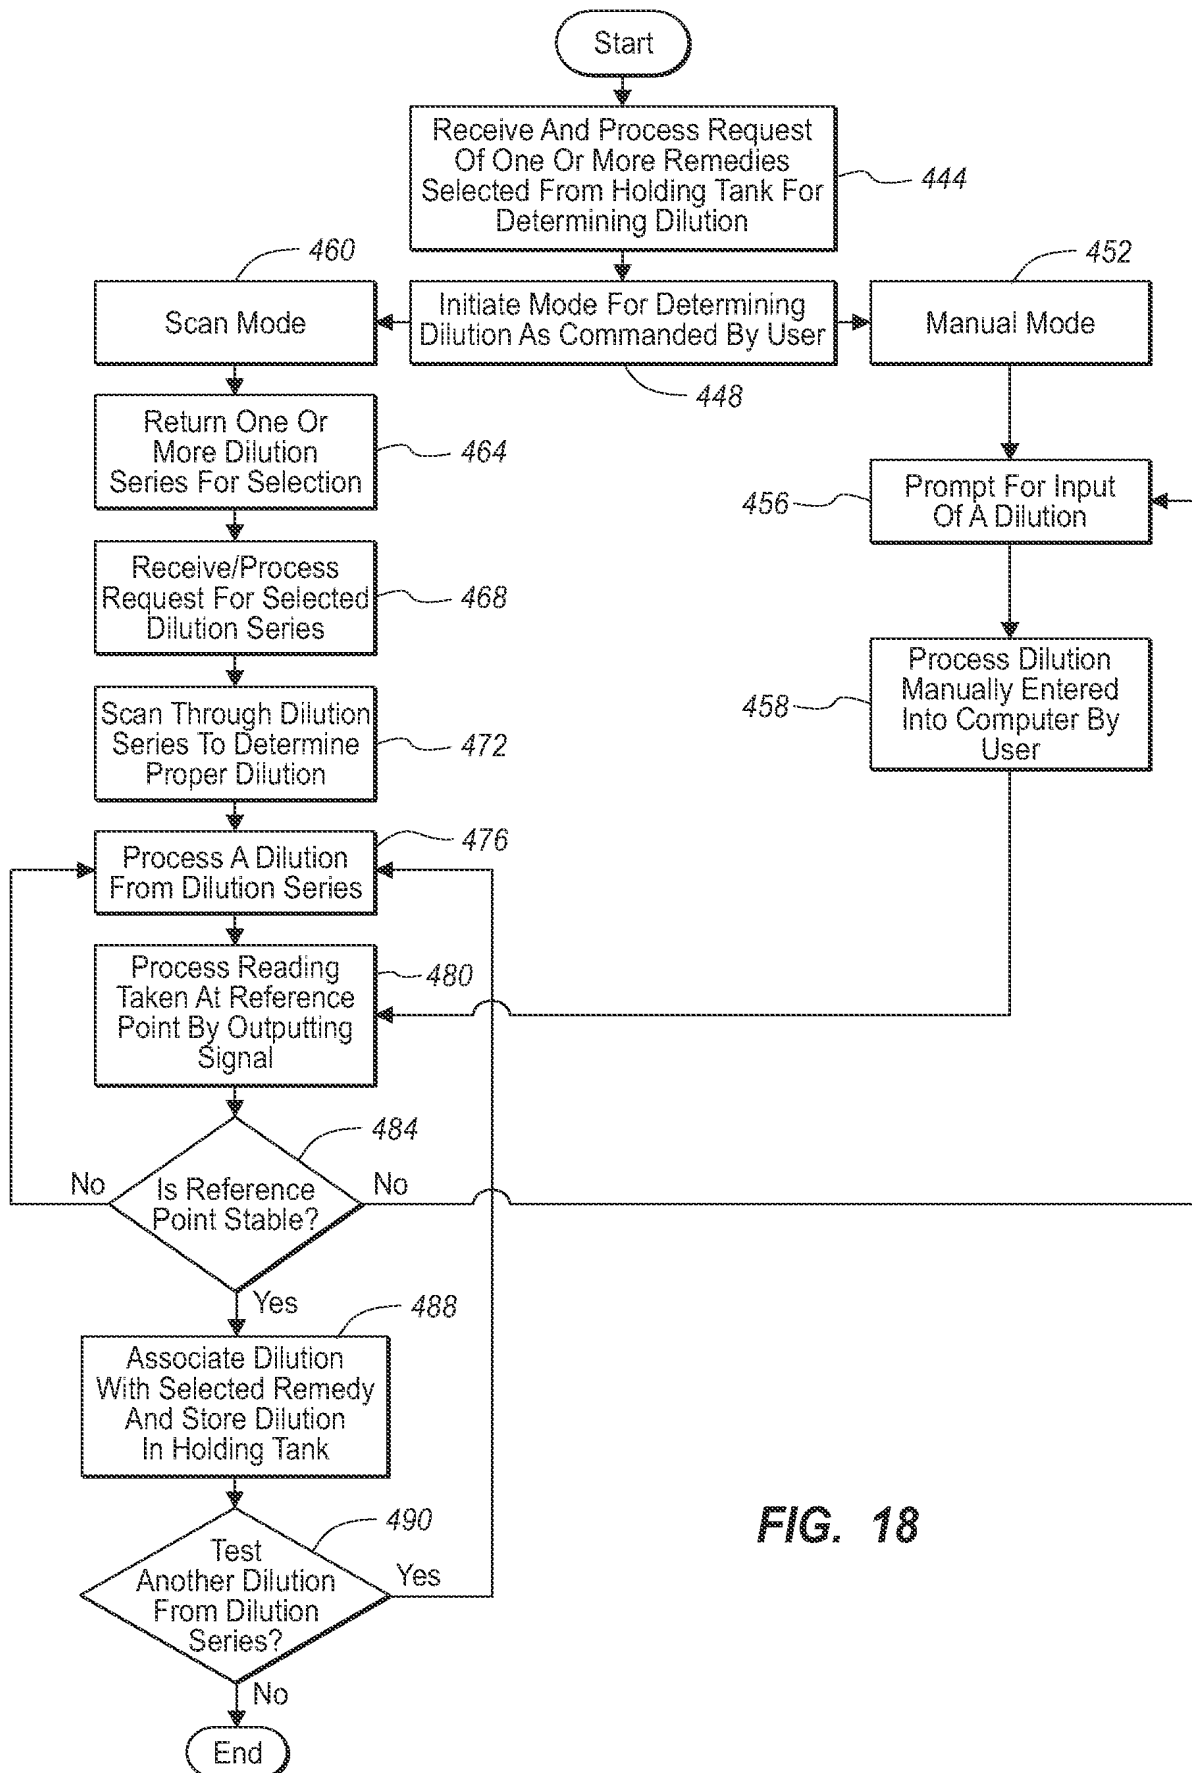 Start
Receive And Process Request
Of One Or More Remedies
Selected From Holding Tank For
Determining Dilution
444
460
452
Scan Mode
Initiate Mode For Determining
Dilution As Commanded By User
Manual Mode
448
Return One Or
More Dilution
Series For Selection
464
456
Prompt For Input
Of A Dilution
Receive/Process
Request For Selected
Dilution Series
468
Process Dilution
Manually Entered
Into Computer By
User
458
Scan Through Dilution
Series To Determine
Proper Dilution
472
476
Process A Dilution
From Dilution Series
Process Reading
Taken At Reference
Point By Outputting
Signal
480
484
No
Is Reference
Point Stable?
No
Yes
488
Associate Dilution
With Selected Remedy
And Store Dilution
In Holding Tank
490
Test
Another Dilution
From Dilution
Series?
Yes
No
End
FIG. 18